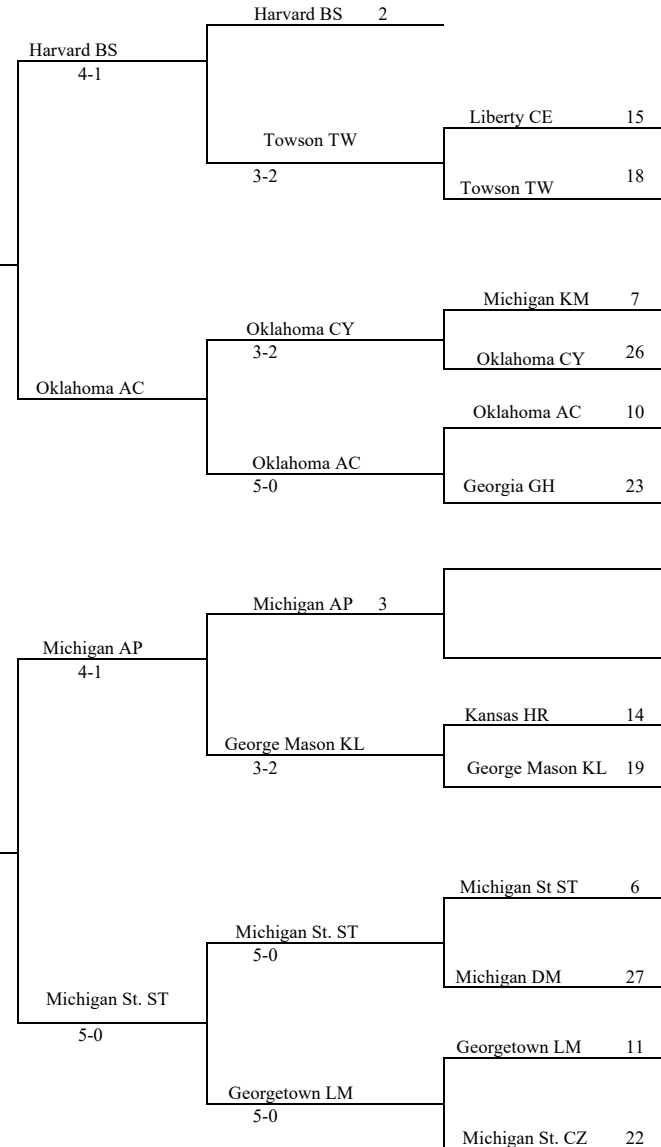 Harvard BS 2
Harvard BS
4-1
Liberty CE 15
Towson TW
3-2
Towson TW 18
Michigan KM 7
Oklahoma CY
3-2
Oklahoma CY 26
Oklahoma AC
Oklahoma AC 10
Oklahoma AC
5-0
Georgia GH 23
Michigan AP 3
Michigan AP
4-1
Kansas HR 14
George Mason KL
3-2
George Mason KL 19
Michigan St ST 6
Michigan St. ST
5-0
Michigan DM 27
Michigan St. ST
5-0
Georgetown LM 11
Georgetown LM
5-0
Michigan St. CZ 22